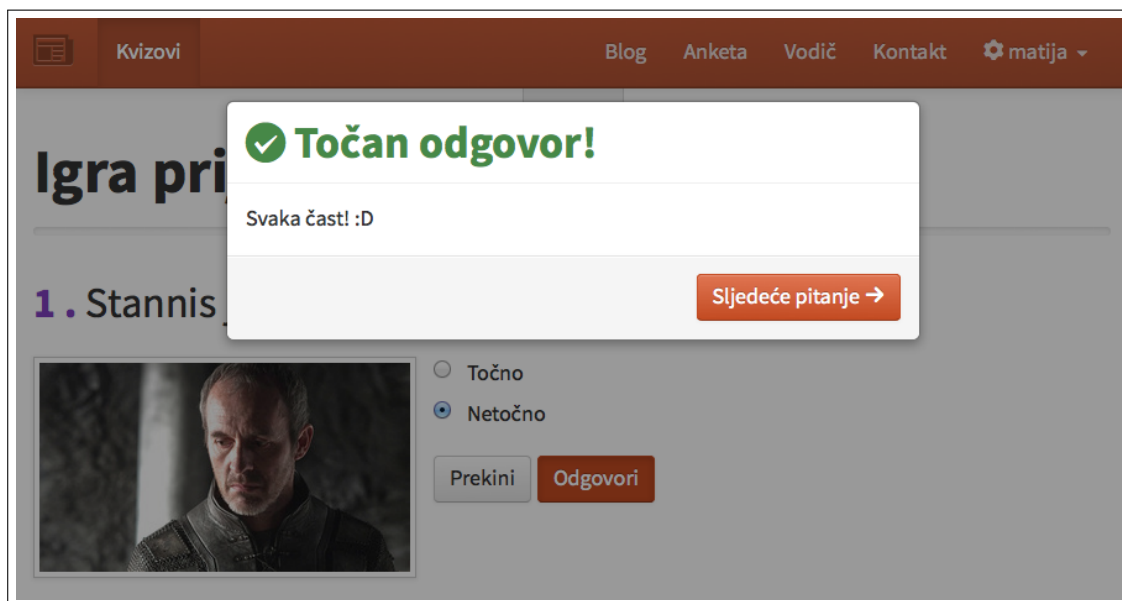 Kvizovi Blog Anketa Vodič Kontakt matija
Točan odgovor!
Igra
Svaka čast! :D
Sljedeće pitanje
1 . Stannis
Točno
Netočno
Prekini Odgovori